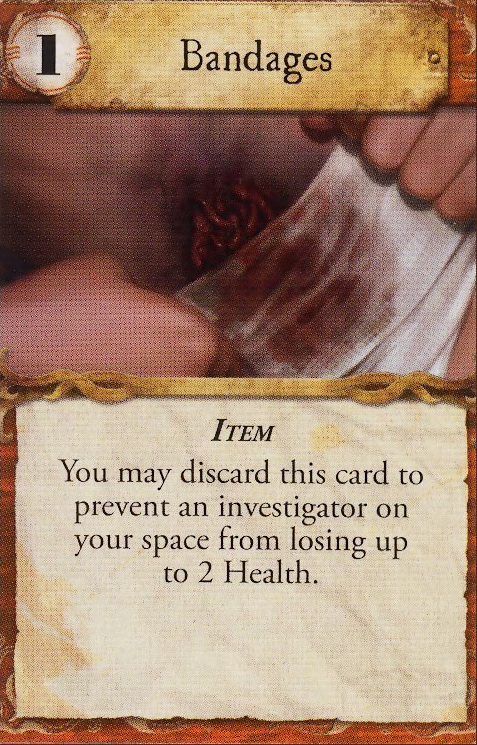 1
Bandages
ITEM
You may discard this card to
prevent an investigator on
your space from losing up
to 2 Health.